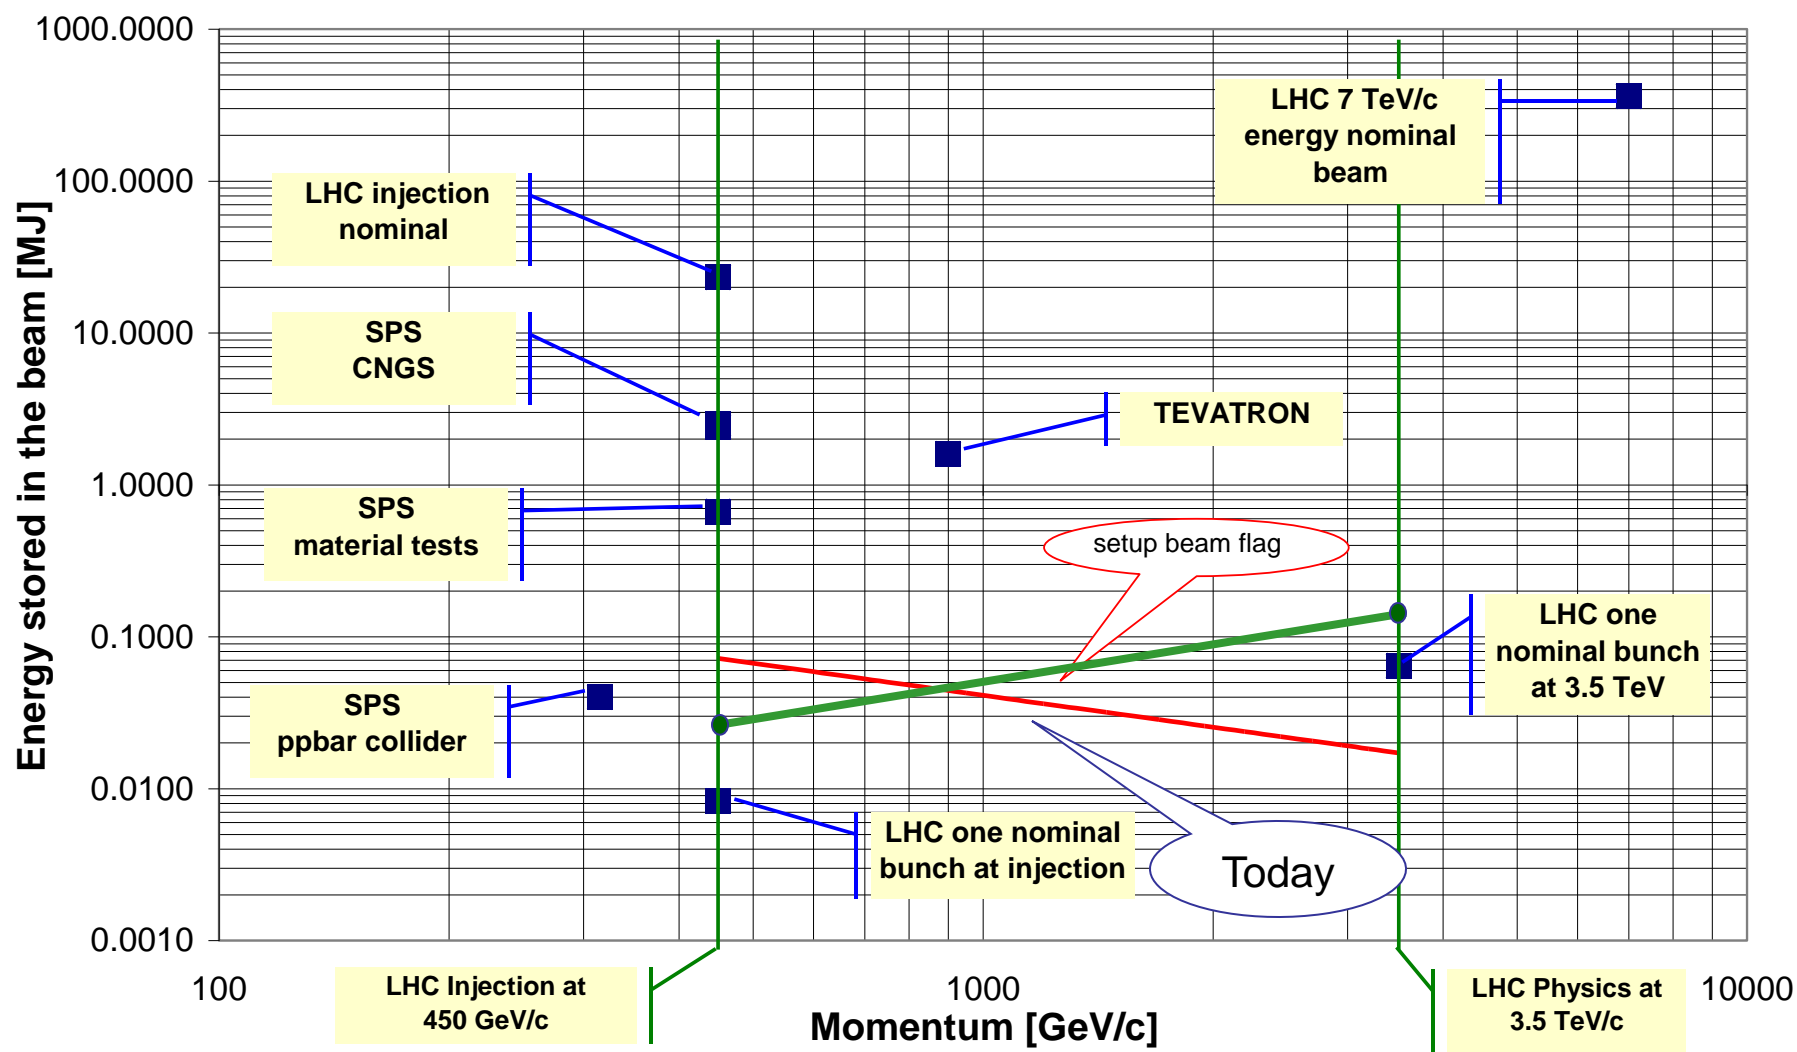 1000.0000
100.0000
10.0000
1.0000
0.1000
0.0100
0.0010
Energy stored in the beam [MJ]
LHC 7 TeV/c
energy nominal
beam
LHC injection
nominal
SPS
CNGS
TEVATRON
SPS
material tests
setup beam flag
LHC one
nominal bunch
at 3.5 TeV
SPS
ppbar collider
LHC one nominal
bunch at injection
Today
100
1000
10000
LHC Injection at
450 GeV/c
Momentum [GeV/c]
LHC Physics at
3.5 TeV/c